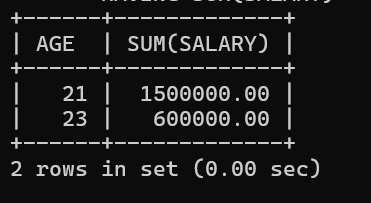 +------+-------------+
| AGE  | SUM(SALARY) |
+------+-------------+
|   21 |  1500000.00 |
|   23 |   600000.00 |
+------+-------------+
2 rows in set (0.00 sec)